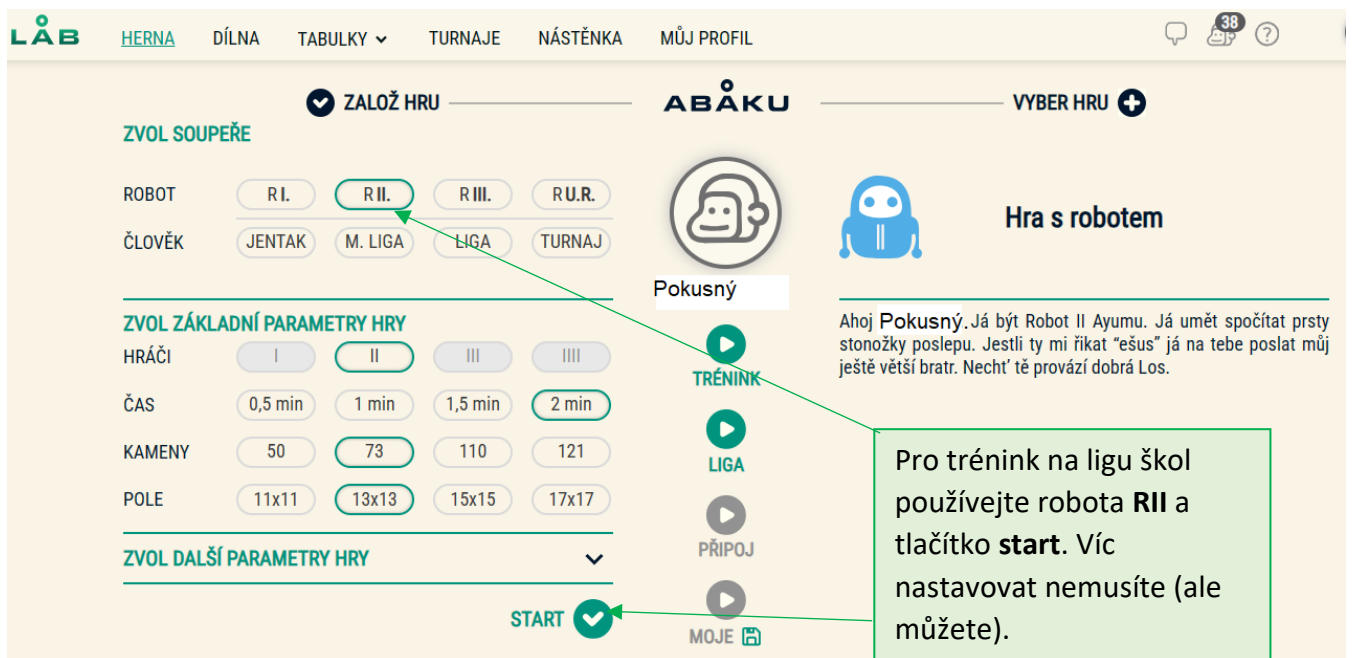 LÅB HERNA DÍLNA TABULKY TURNAJE NÁSTĚNKA MŮJ PROFIL 38 ?
ZALOŽ HRU
ABÅKU
VYBER HRU
ZVOL SOUPEŘE
ROBOT R I. R II. R III. R U.R.
ČLOVĚK JENTAK M. LIGA LIGA TURNAJ
Pokusný
Hra s robotem
ZVOL ZÁKLADNÍ PARAMETRY HRY
HRÁČI I II III IIII
ČAS 0,5 min 1 min 1,5 min 2 min
KAMENY 50 73 110 121
POLE 11x11 13x13 15x15 17x17
ZVOL DALŠÍ PARAMETRY HRY
START
TRÉNINK
LIGA
PŘIPOJ
MOJE
Ahoj Pokusný. Já být Robot II Ayumu. Já umět spočítat prsty
stonožky poslepu. Jestli ty mi řikat “ešus” já na tebe poslat můj
ještě větší bratr. Nechť tě provází dobrá Los.
Pro trénink na ligu škol
používejte robota RII a
tlačítko start. Víc
nastavovat nemusíte (ale
můžete).